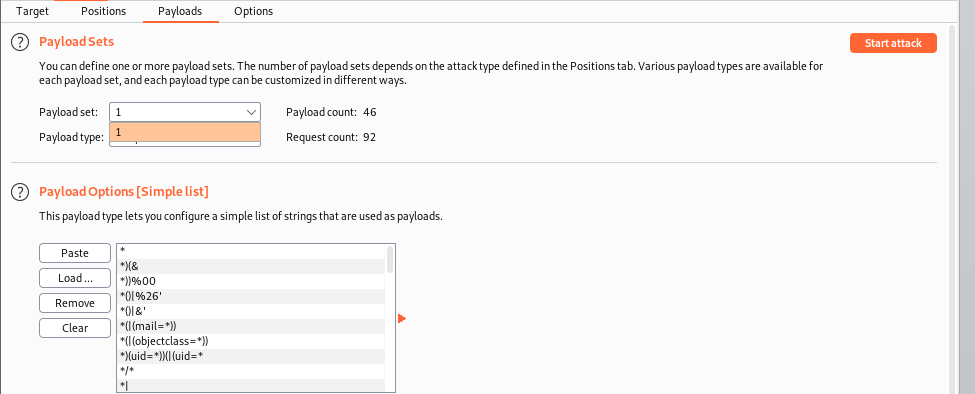 Target Positions Payloads Options
? Payload Sets Start attack
You can define one or more payload sets. The number of payload sets depends on the attack type defined in the Positions tab. Various payload types are available for
each payload set, and each payload type can be customized in different ways.
Payload set: 1 Payload count: 46
Payload type: 1 Request count: 92
? Payload Options [Simple list]
This payload type lets you configure a simple list of strings that are used as payloads.
Paste
Load ...
Remove
Clear
*
*)(&
*))%00
*()|%26'
*()|&'
*(|(mail=*))
*(|(objectclass=*))
*)(uid=*))(|(uid=*
*/*
*|